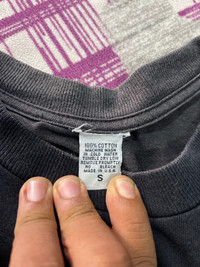 100% COTTON
MACHINE WASH
IN COLD WATER
TUMBLE DRY LOW
REMOVE PROMPTLY
NO BLEACH
MADE IN U.S.A.
S